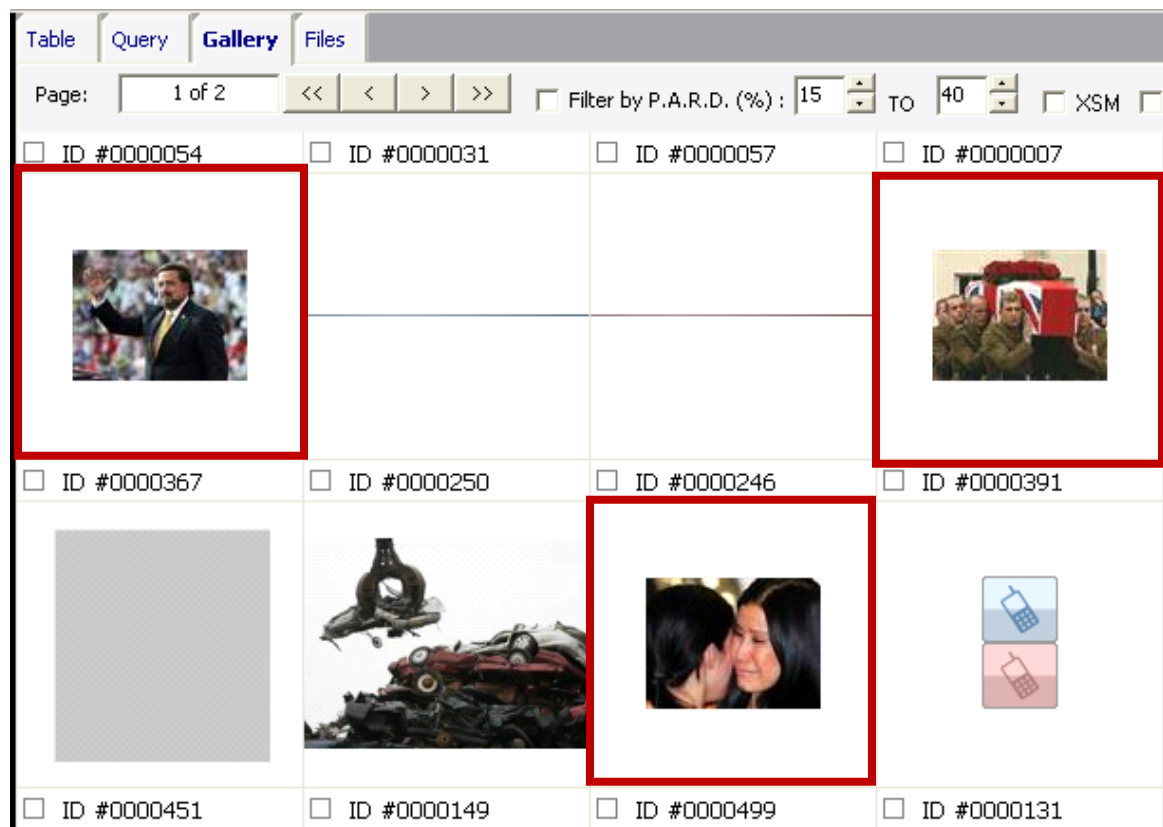 Table Query Gallery Files
Page: 1 of 2 << < > >> Filter by P.A.R.D. (%) : 15 TO 40 XSM
ID #0000054 ID #0000031 ID #0000057 ID #0000007
ID #0000367 ID #0000250 ID #0000246 ID #0000391
ID #0000451 ID #0000149 ID #0000499 ID #0000131